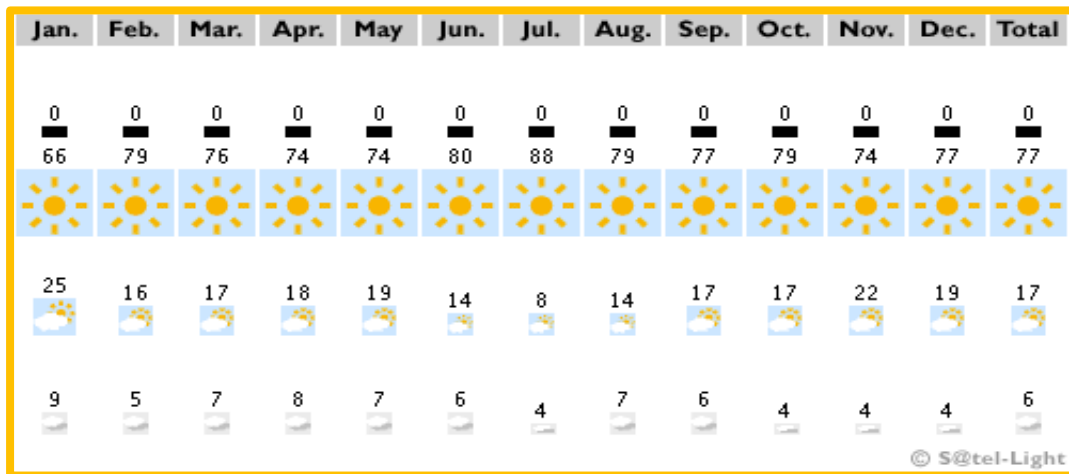 Jan. Feb. Mar. Apr. May Jun. Jul. Aug. Sep. Oct. Nov. Dec. Total
0 0 0 0 0 0 0 0 0 0 0 0 0
66 79 76 74 74 80 88 79 77 79 74 77 77
25 16 17 18 19 14 8 14 17 17 22 19 17
9 5 7 8 7 6 4 7 6 4 4 4 6
© S@tel-Light